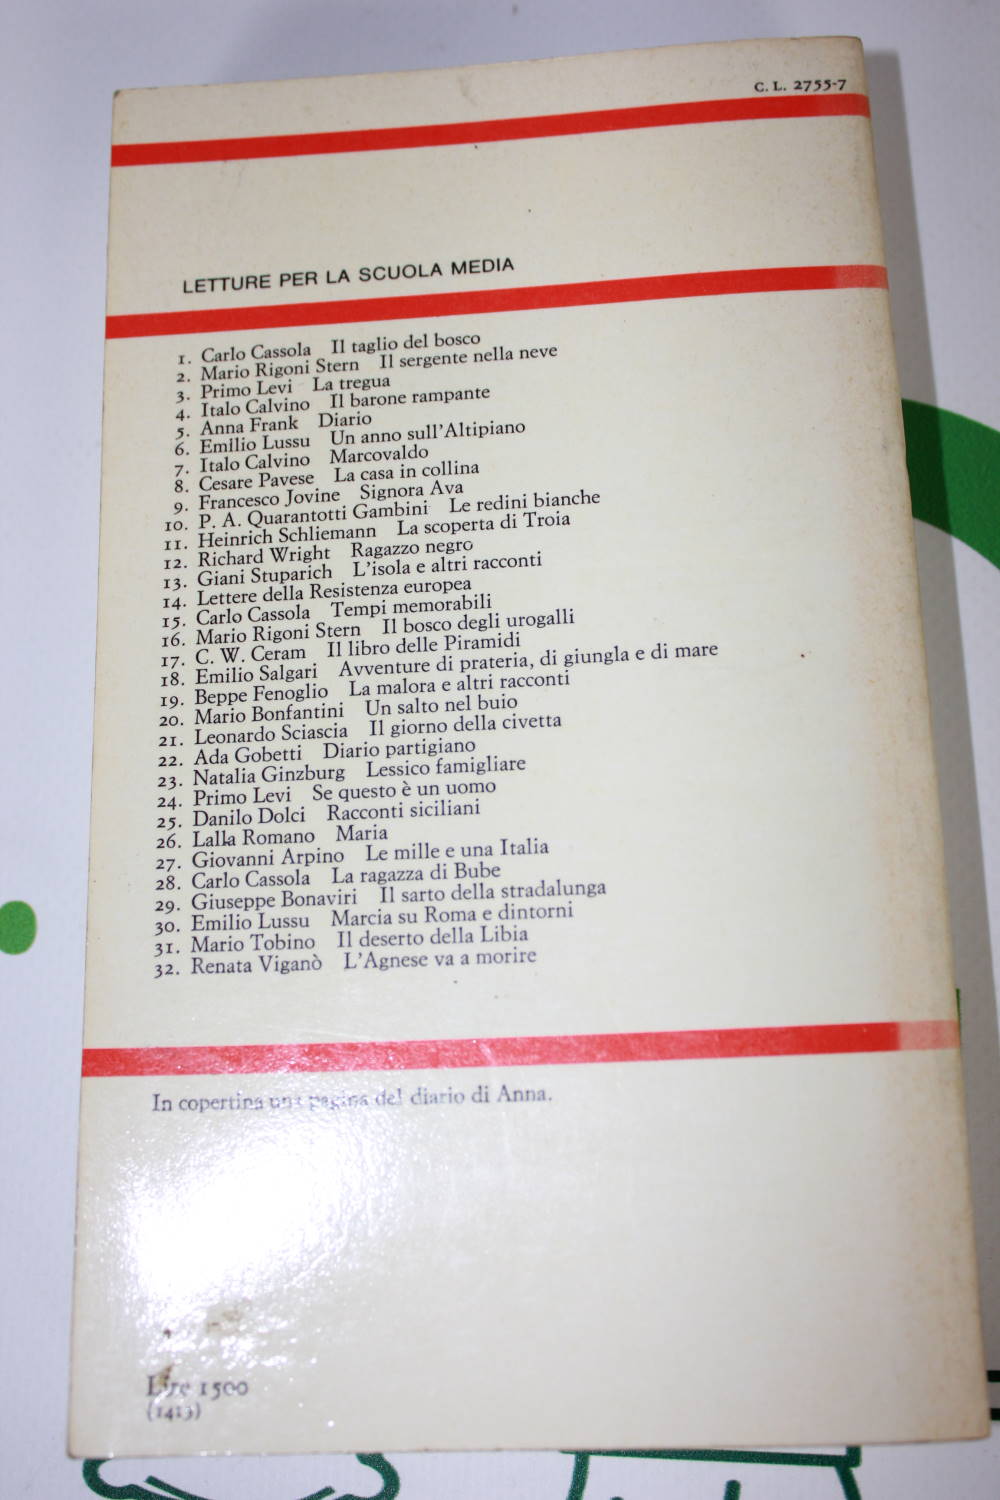 C. L. 2755-7
LETTURE PER LA SCUOLA MEDIA
1. Carlo Cassola Il taglio del bosco
2. Mario Rigoni Stern Il sergente nella neve
3. Primo Levi La tregua
4. Italo Calvino Il barone rampante
5. Anna Frank Diario
6. Emilio Lussu Un anno sull'Altipiano
7. Italo Calvino Marcovaldo
8. Cesare Pavese La casa in collina
9. Francesco Jovine Signora Ava
10. P. A. Quarantotti Gambini Le redini bianche
11. Heinrich Schliemann La scoperta di Troia
12. Richard Wright Ragazzo negro
13. Giani Stuparich L'isola e altri racconti
14. Lettere della Resistenza europea
15. Carlo Cassola Tempi memorabili
16. Mario Rigoni Stern Il bosco degli urogalli
17. C. W. Ceram Il libro delle Piramidi
18. Emilio Salgari Avventure di prateria, di giungla e di mare
19. Beppe Fenoglio La malora e altri racconti
20. Mario Bonfantini Un salto nel buio
21. Leonardo Sciascia Il giorno della civetta
22. Ada Gobetti Diario partigiano
23. Natalia Ginzburg Lessico famigliare
24. Primo Levi Se questo è un uomo
25. Danilo Dolci Racconti siciliani
26. Lalla Romano Maria
27. Giovanni Arpino Le mille e una Italia
28. Carlo Cassola La ragazza di Bube
29. Giuseppe Bonaviri Il sarto della stradalunga
30. Emilio Lussu Marcia su Roma e dintorni
31. Mario Tobino Il deserto della Libia
32. Renata Viganò L'Agnese va a morire
In copertina una pagina del diario di Anna.
Lire 1500
(1413)